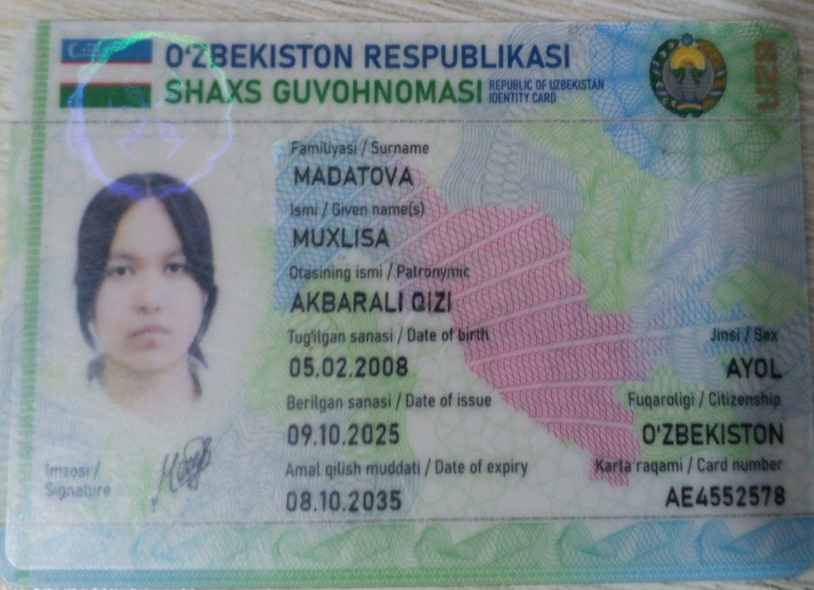 O'ZBEKISTON RESPUBLIKASI
SHAXS GUVOHNOMASI
REPUBLIC OF UZBEKISTAN
IDENTITY CARD
UZB
Familiyasi / Surname
MADATOVA
Ismi / Given name(s)
MUXLISA
Otasining ismi / Patronymic
AKBARALI QIZI
Tug'ilgan sanasi / Date of birth
05.02.2008
Jinsi / Sex
AYOL
Berilgan sanasi / Date of issue
09.10.2025
Fuqaroligi / Citizenship
O'ZBEKISTON
Amal qilish muddati / Date of expiry
08.10.2035
Karta raqami / Card number
AE4552578
Imzosi /
Signature